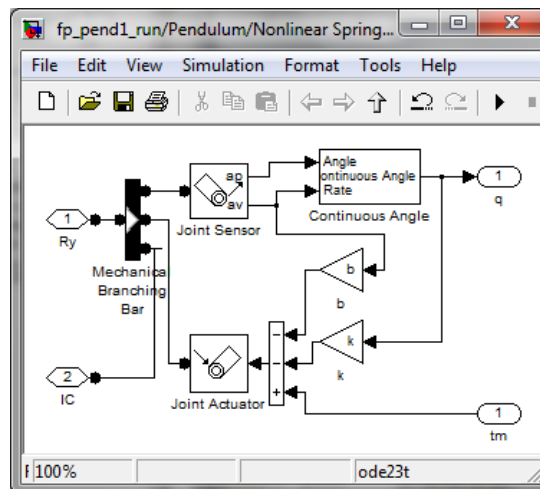 fp_pend1_run/Pendulum/Nonlinear Spring...
File Edit View Simulation Format Tools Help
ap
av
Joint Sensor
Angle
ontinuous Angle
Rate
Continuous Angle
1
q
1
Ry
Mechanical
Branching
Bar
b
b
k
k
Joint Actuator
2
IC
1
tm
100%
ode23t